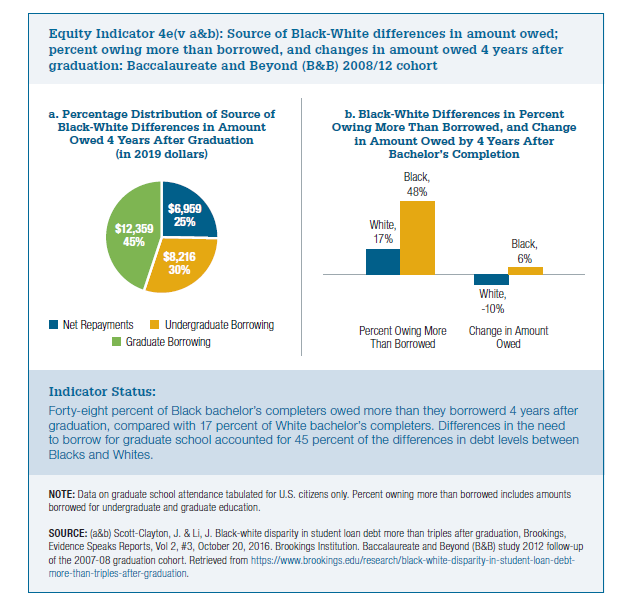 Equity Indicator 4e(v a&b): Source of Black-White differences in amount owed;
percent owing more than borrowed, and changes in amount owed 4 years after
graduation: Baccalaureate and Beyond (B&B) 2008/12 cohort
a. Percentage Distribution of Source of
Black-White Differences in Amount
Owed 4 Years After Graduation
(in 2019 dollars)
$6,959
25%
$12,359
45%
$8,216
30%
Net Repayments
Undergraduate Borrowing
Graduate Borrowing
b. Black-White Differences in Percent
Owing More Than Borrowed, and Change
in Amount Owed by 4 Years After
Bachelor's Completion
Black,
48%
White,
17%
Black,
6%
White,
-10%
Percent Owing More
Than Borrowed
Change in Amount
Owed
Indicator Status:
Forty-eight percent of Black bachelor's completers owed more than they borrowerd 4 years after
graduation, compared with 17 percent of White bachelor's completers. Differences in the need
to borrow for graduate school accounted for 45 percent of the differences in debt levels between
Blacks and Whites.
NOTE: Data on graduate school attendance tabulated for U.S. citizens only. Percent owning more than borrowed includes amounts
borrowed for undergraduate and graduate education.
SOURCE: (a&b) Scott-Clayton, J. & Li, J. Black-white disparity in student loan debt more than triples after graduation, Brookings,
Evidence Speaks Reports, Vol 2, #3, October 20, 2016. Brookings Institution. Baccalaureate and Beyond (B&B) study 2012 follow-up
of the 2007-08 graduation cohort. Retrieved from https://www.brookings.edu/research/black-white-disparity-in-student-loan-debt-
more-than-triples-after-graduation.